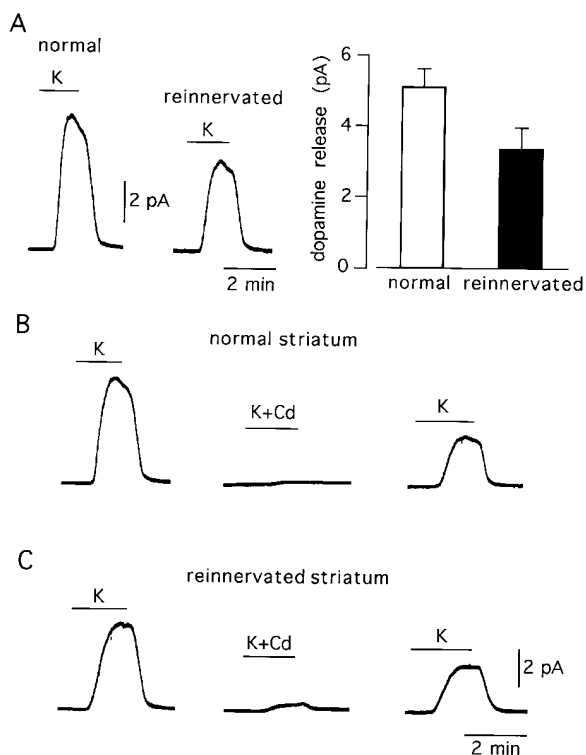 A
normal
K
reinnervated
K
2 pA
2 min
dopamine release (pA)
6
4
2
0
normal reinnervated
B
normal striatum
K
K+Cd
K
C
reinnervated striatum
K
K+Cd
K
2 pA
2 min